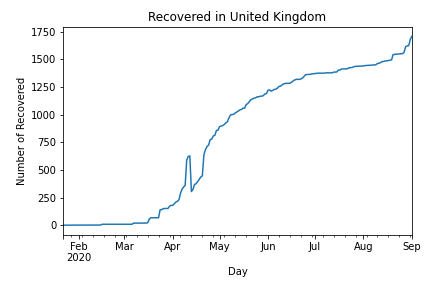 Recovered in United Kingdom
Number of Recovered
1750
1500
1250
1000
750
500
250
0
Feb
2020
Mar
Apr
May
Jun
Jul
Aug
Sep
Day